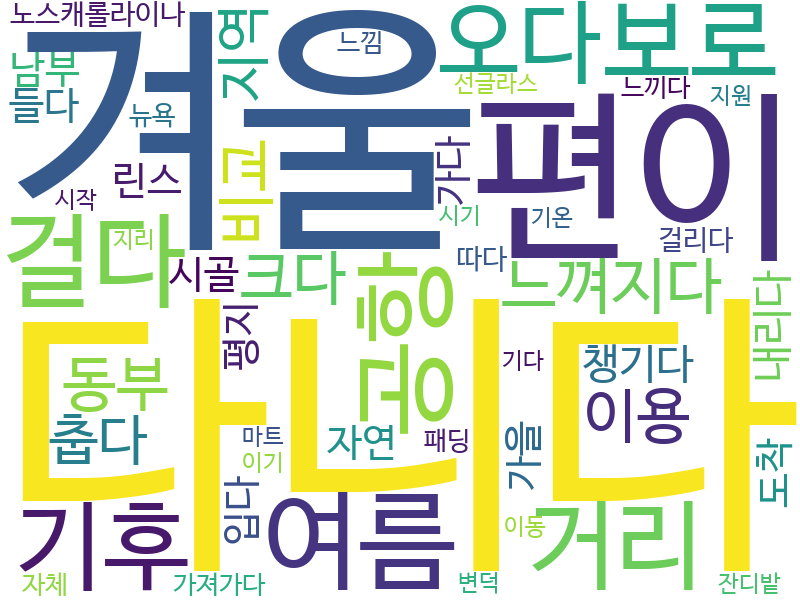 노스캐롤라이나
겨울
느낌
오다
보로
지역
남부
들다
뉴욕
선글라스
느끼다
지원
편이
린스
비교
가다
시작
시기
기온
걸다
지리
시골
크다
공항
따다
걸리다
느껴지다
내리다
다니다
평지
동부
기다
챙기다
이용
춥다
마트
이기
자연
패딩
가을
도착
입다
기후
여름
거리
이동
자체
가져가다
변덕
잔디밭